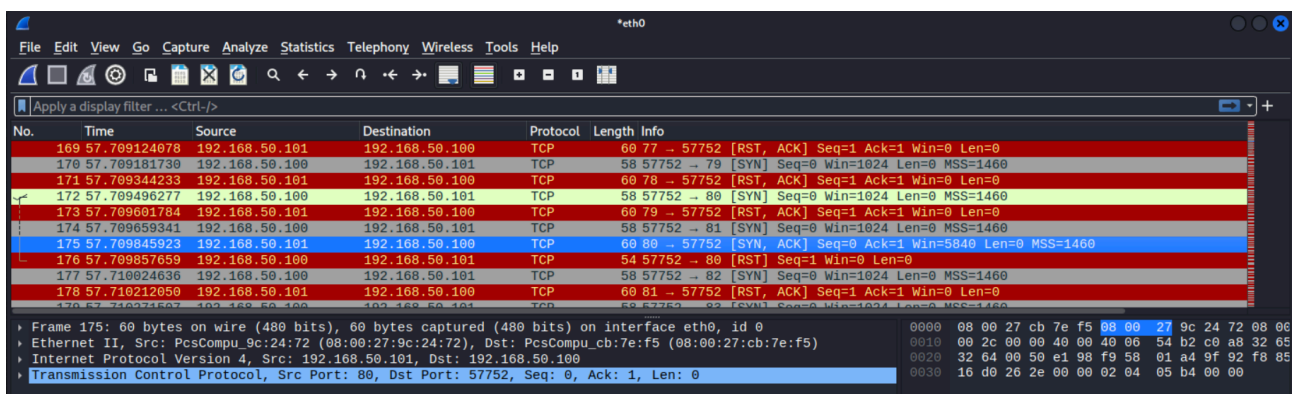 *eth0
File Edit View Go Capture Analyze Statistics Telephony Wireless Tools Help
Apply a display filter ... <Ctrl-/>
No. Time Source Destination Protocol Length Info
169 57.709124078 192.168.50.101 192.168.50.100 TCP 60 77 → 57752 [RST, ACK] Seq=1 Ack=1 Win=0 Len=0
170 57.709181730 192.168.50.100 192.168.50.101 TCP 58 57752 → 79 [SYN] Seq=0 Win=1024 Len=0 MSS=1460
171 57.709344233 192.168.50.101 192.168.50.100 TCP 60 78 → 57752 [RST, ACK] Seq=1 Ack=1 Win=0 Len=0
172 57.709496277 192.168.50.100 192.168.50.101 TCP 58 57752 → 80 [SYN] Seq=0 Win=1024 Len=0 MSS=1460
173 57.709601784 192.168.50.101 192.168.50.100 TCP 60 79 → 57752 [RST, ACK] Seq=1 Ack=1 Win=0 Len=0
174 57.709659341 192.168.50.100 192.168.50.101 TCP 58 57752 → 81 [SYN] Seq=0 Win=1024 Len=0 MSS=1460
175 57.709845923 192.168.50.101 192.168.50.100 TCP 60 80 → 57752 [SYN, ACK] Seq=0 Ack=1 Win=5840 Len=0 MSS=1460
176 57.709857659 192.168.50.100 192.168.50.101 TCP 54 57752 → 80 [RST] Seq=1 Win=0 Len=0
177 57.710024636 192.168.50.100 192.168.50.101 TCP 58 57752 → 82 [SYN] Seq=0 Win=1024 Len=0 MSS=1460
178 57.710212050 192.168.50.101 192.168.50.100 TCP 60 81 → 57752 [RST, ACK] Seq=1 Ack=1 Win=0 Len=0
Frame 175: 60 bytes on wire (480 bits), 60 bytes captured (480 bits) on interface eth0, id 0
Ethernet II, Src: PcsCompu_9c:24:72 (08:00:27:9c:24:72), Dst: PcsCompu_cb:7e:f5 (08:00:27:cb:7e:f5)
Internet Protocol Version 4, Src: 192.168.50.101, Dst: 192.168.50.100
Transmission Control Protocol, Src Port: 80, Dst Port: 57752, Seq: 0, Ack: 1, Len: 0
0000 08 00 27 cb 7e f5 08 00 27 9c 24 72 08 00
0010 00 2c 00 00 40 00 40 06 54 b2 c0 a8 32 65
0020 32 64 00 50 e1 98 f9 58 01 a4 9f 92 f8 85
0030 16 d0 26 2e 00 00 02 04 05 b4 00 00